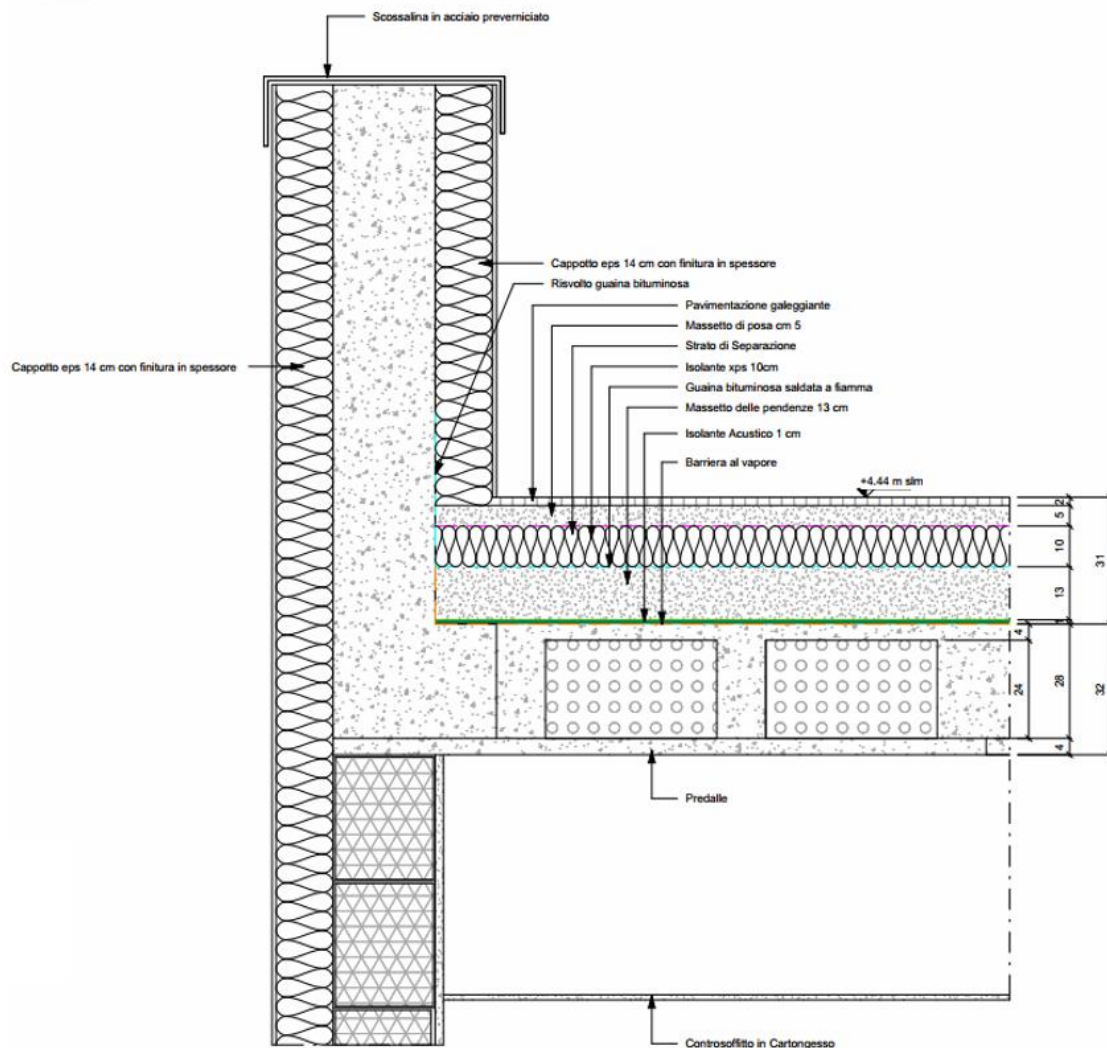 Scossalina in acciaio preverniciato
Cappotto eps 14 cm con finitura in spessore
Risvolto guaina bituminosa
Pavimentazione galeggiante
Massetto di posa cm 5
Strato di Separazione
Isolante xps 10cm
Cappotto eps 14 cm con finitura in spessore
Guaina bituminosa saldata a fiamma
Massetto delle pendenze 13 cm
Isolante Acustico 1 cm
Barriera al vapore
+4.44 m slm
2
5
10
31
13
1
4
24
28
32
4
Predalle
Controsoffitto in Cartongesso